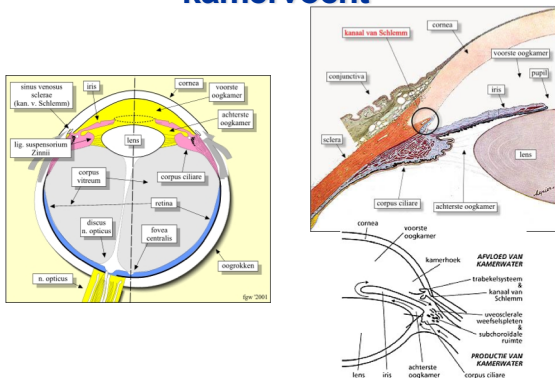 kamervocht
sinus venosus
sclerae
(kan. v. Schlemm)
iris
cornea
voorste
oogkamer
achterste
oogkamer
lig. suspensorium
Zinnii
lens
corpus ciliare
corpus
vitreum
retina
discus
n. opticus
fovea
centralis
oogrokken
n. opticus
fgw '2001
kanaal van Schlemm
cornea
voorste oogkamer
pupil
conjunctiva
iris
sclera
lens
corpus ciliare
achterste oogkamer
cornea
voorste
oogkamer
kamerhoek
AFVLOED VAN
KAMERWATER
trabekelsysteem
&
kanaal van
Schlemm
uveosclerale
weefselspleten
&
subchoroïdale
ruimte
PRODUCTIE VAN
KAMERWATER
lens
iris
achterste
oogkamer
corpus ciliare